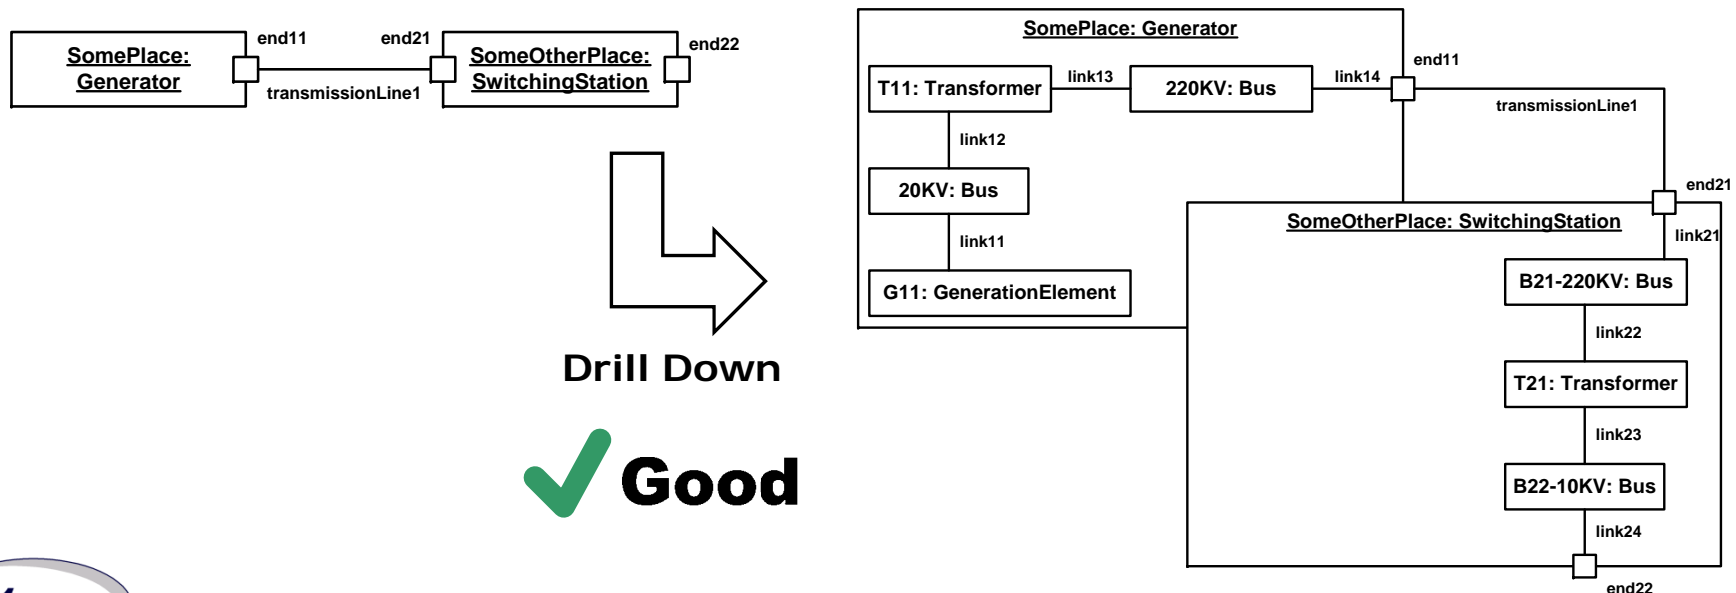 end11
end21
end22
SomePlace:
Generator
SomeOtherPlace:
SwitchingStation
transmissionLine1
Drill Down
Good
SomePlace: Generator
T11: Transformer
link13
220KV: Bus
link14
end11
transmissionLine1
link12
20KV: Bus
end21
link11
SomeOtherPlace: SwitchingStation
link21
G11: GenerationElement
B21-220KV: Bus
link22
T21: Transformer
link23
B22-10KV: Bus
link24
end22